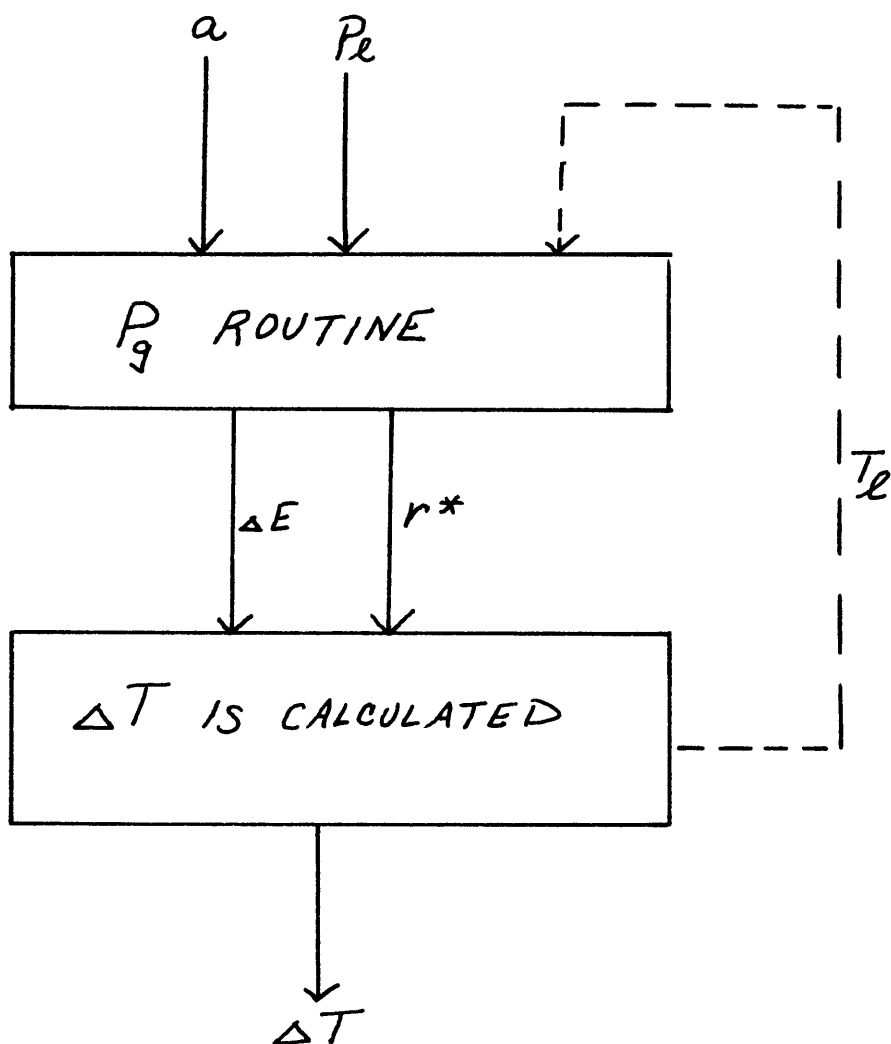 a
Pℓ
Pg ROUTINE
ΔE
r*
Tℓ
ΔT IS CALCULATED
ΔT